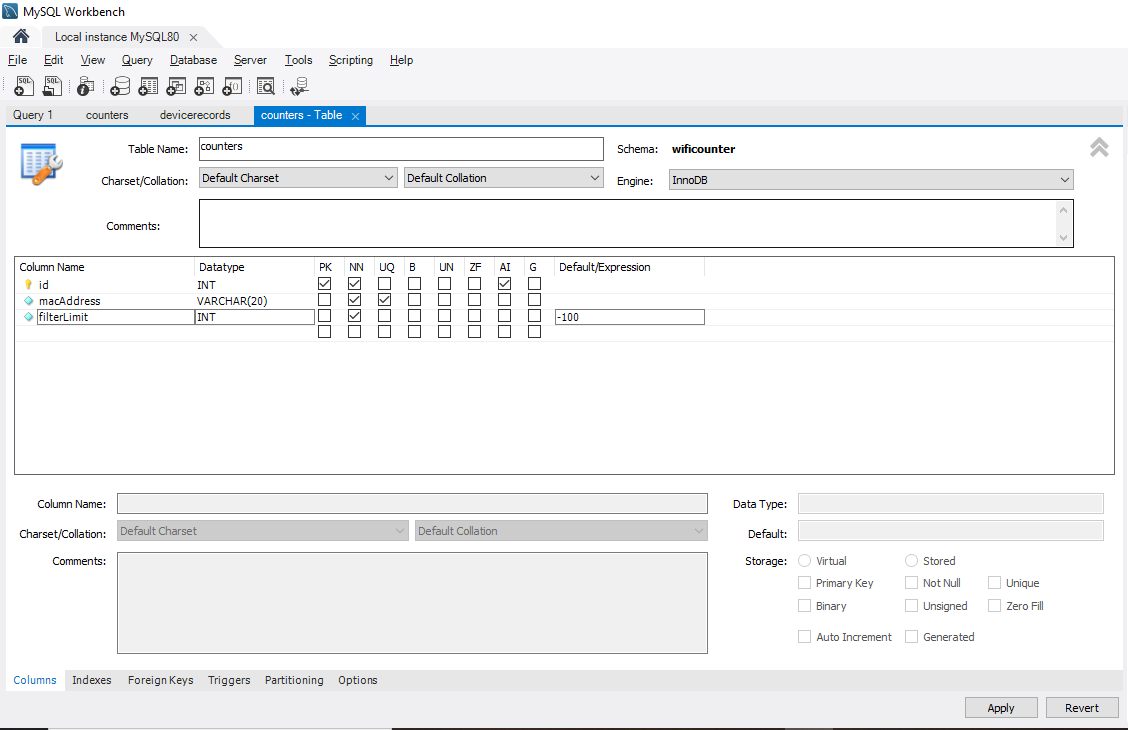 MySQL Workbench
Local instance MySQL80
File Edit View Query Database Server Tools Scripting Help
SQL SQL
Query 1 counters devicerecords counters - Table
Table Name: counters Schema: wificounter
Charset/Collation: Default Charset Default Collation Engine: InnoDB
Comments:
Column Name Datatype PK NN UQ B UN ZF AI G Default/Expression
id INT
macAddress VARCHAR(20)
filterLimit INT -100
Column Name: Data Type:
Charset/Collation: Default Charset Default Collation Default:
Comments: Storage: Virtual Stored
Primary Key Not Null Unique
Binary Unsigned Zero Fill
Auto Increment Generated
Columns Indexes Foreign Keys Triggers Partitioning Options
Apply Revert